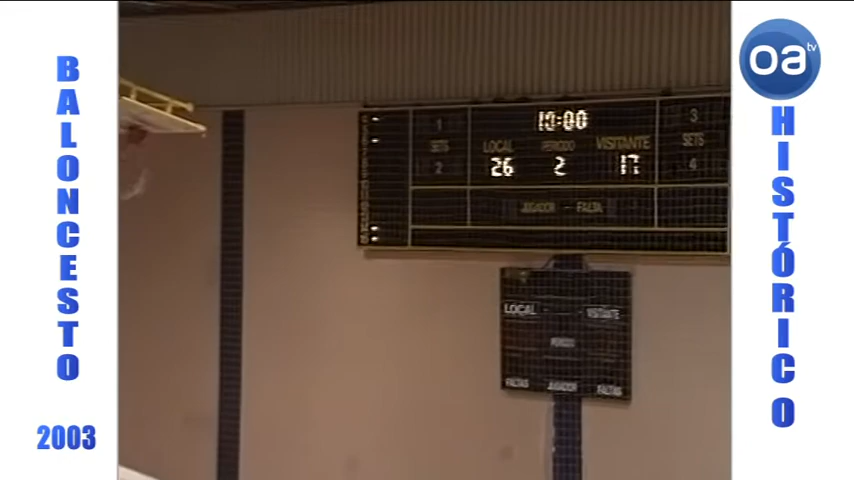 BALONCESTO
2003
oa tv
HISTÓRICO
10:00
1 3
SETS LOCAL PERIODO VISITANTE SETS
26 2 17
2 4
JUGADOR - FALTA
LOCAL VISITANTE
PERIODO
FALTAS JUGADOR FALTAS